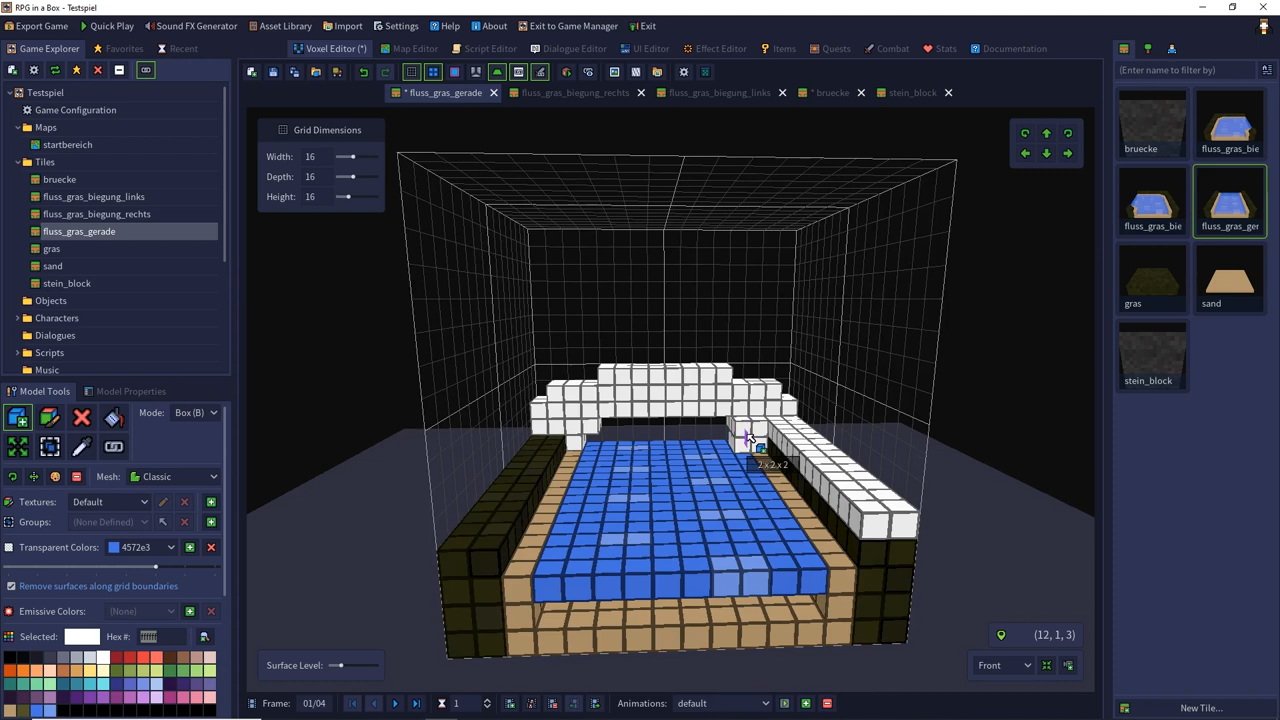 RPG in a Box - Testspiel
Export Game Quick Play Sound FX Generator Asset Library Import Settings Help About Exit to Game Manager Exit
Game Explorer Favorites Recent Voxel Editor (*) Map Editor Script Editor Dialogue Editor UI Editor Effect Editor Items Quests Combat Stats Documentation
* fluss_gras_gerade fluss_gras_biegung_rechts fluss_gras_biegung_links * bruecke stein_block
(Enter name to filter by)
Testspiel
Game Configuration
Maps
startbereich
Tiles
bruecke
fluss_gras_biegung_links
fluss_gras_biegung_rechts
fluss_gras_gerade
gras
sand
stein_block
Objects
Characters
Dialogues
Scripts
Music
Grid Dimensions
Width: 16
Depth: 16
Height: 16
bruecke fluss_gras_bie
fluss_gras_bie fluss_gras_ger
gras sand
stein_block
Model Tools Model Properties
Mode: Box (B)
Mesh: Classic
Textures: Default
Groups: (None Defined)
Transparent Colors: 4572e3
Remove surfaces along grid boundaries
Emissive Colors: (None)
Selected: Hex #:
2 x 2 x 2
(12, 1, 3)
Surface Level:
Front
Frame: 01/04 1 Animations: default
New Tile...